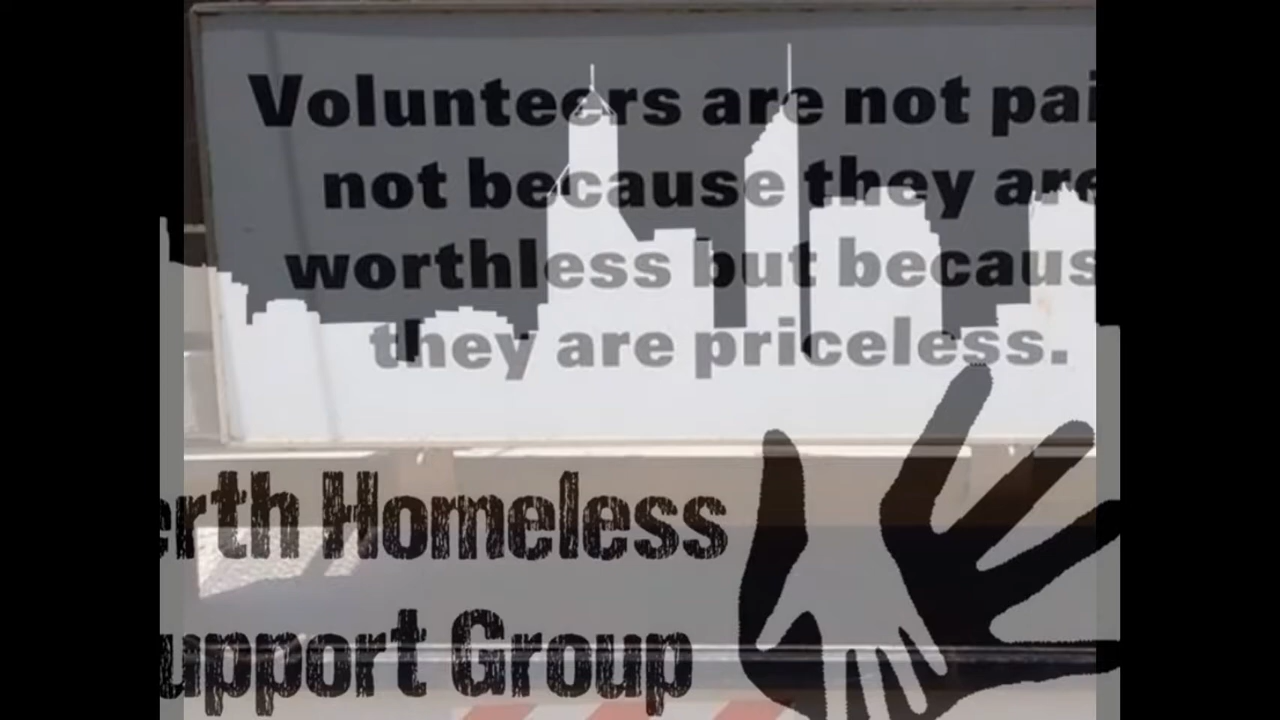 Volunteers are not pai
not because they are
worthless but becaus
they are priceless.
erth Homeless
upport Group